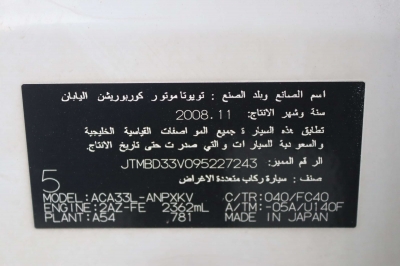 اسم الصانع وبلد الصنع : تويوتا موتور كوربوريشن اليابان
سنة وشهر الانتاج: 2008.11
تطابق هذه السيارة جميع المواصفات القياسية الخليجية
والسعودية للسيارات والتي صدرت حتى تاريخ الانتاج
الرقم المميز: JTMBD33V095227243
صنف : سيارة ركاب متعددة الاغراض
5
MODEL:ACA33L-ANPXKV C/TR:040/FC40
ENGINE:2AZ-FE 2362mL A/TM:-05A/U140F
PLANT:A54 781 MADE IN JAPAN